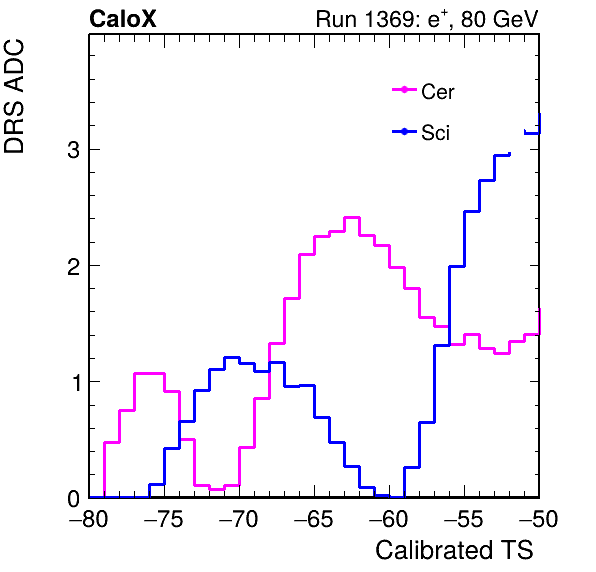 CaloX Run 1369: e⁺, 80 GeV
DRS ADC
Cer
Sci
3
2
1
0
−80 −75 −70 −65 −60 −55 −50
Calibrated TS